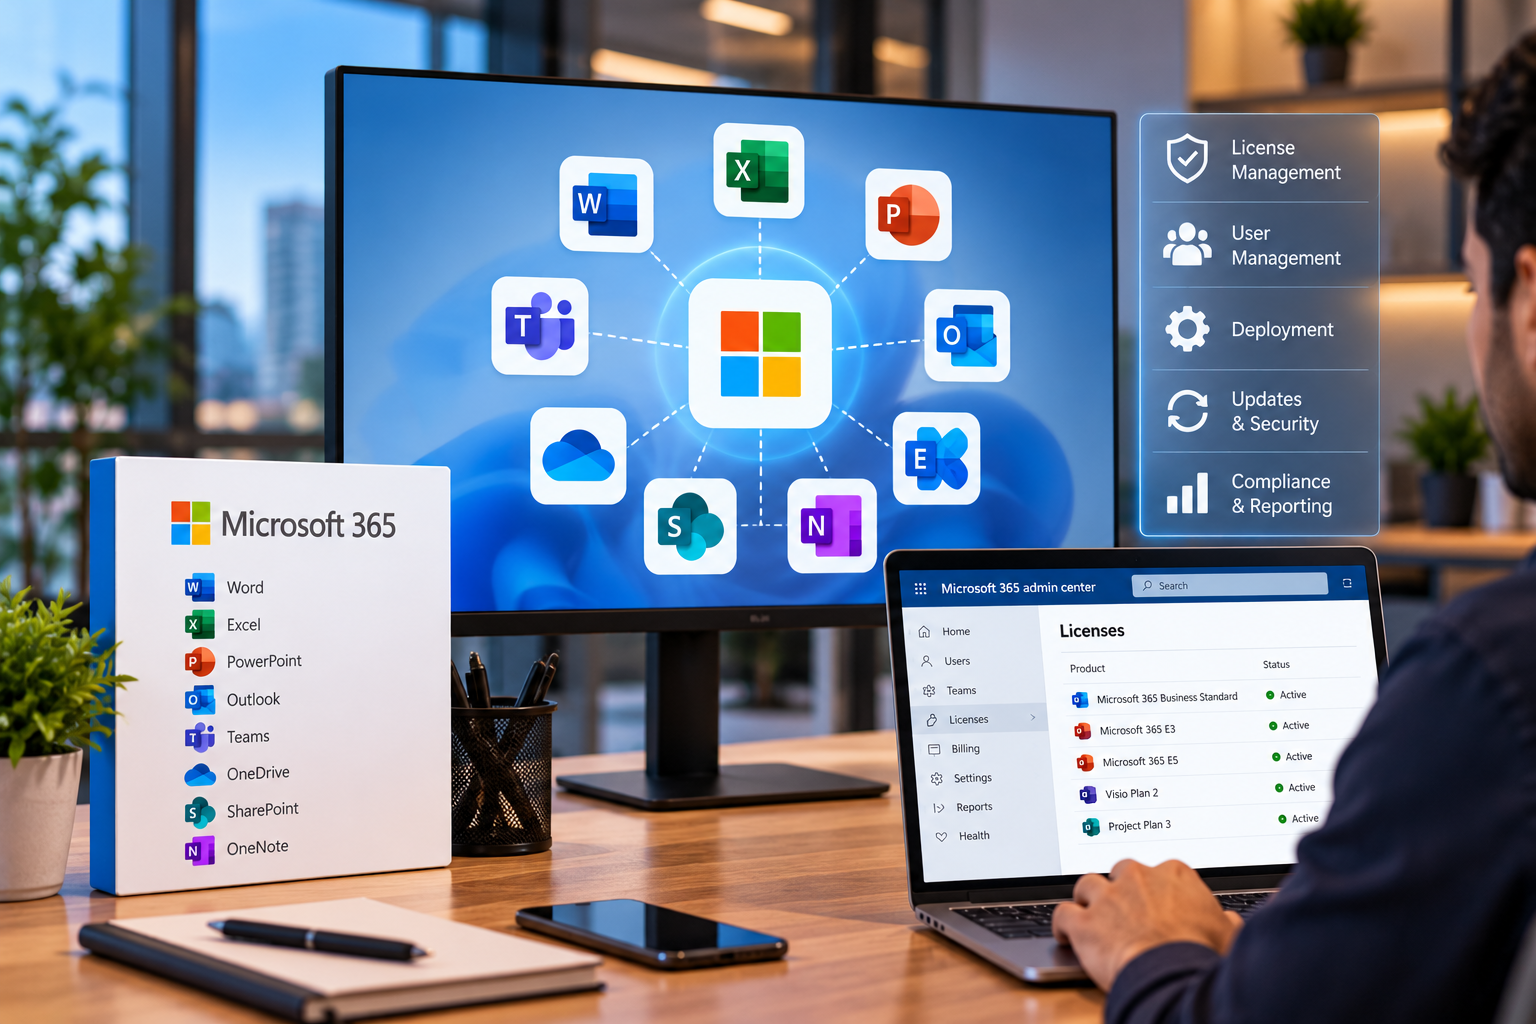 W
X
P
T
O
E
S
N
License
Management
User
Management
Deployment
Updates
& Security
Compliance
& Reporting
Microsoft 365
W Word
X Excel
P PowerPoint
O Outlook
T Teams
OneDrive
S SharePoint
N OneNote
Microsoft 365 admin center
Search
Home
Users
Teams
Licenses
Billing
Settings
Reports
Health
Licenses
Product Status
Microsoft 365 Business Standard Active
Microsoft 365 E3 Active
Microsoft 365 E5 Active
Visio Plan 2 Active
Project Plan 3 Active